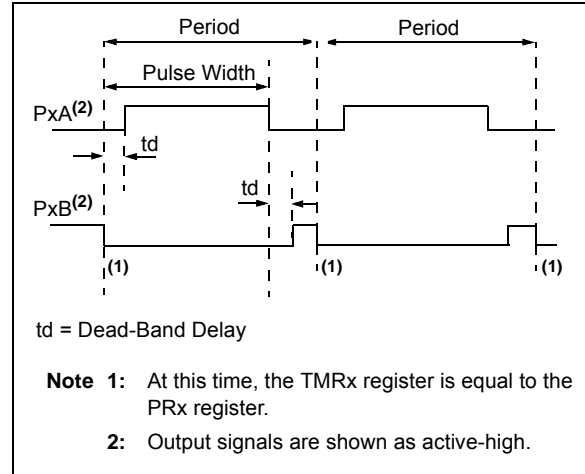 Period Period
Pulse Width
PxA(2)
td
td
PxB(2)
(1) (1) (1)
td = Dead-Band Delay
Note 1: At this time, the TMRx register is equal to the
PRx register.
2: Output signals are shown as active-high.